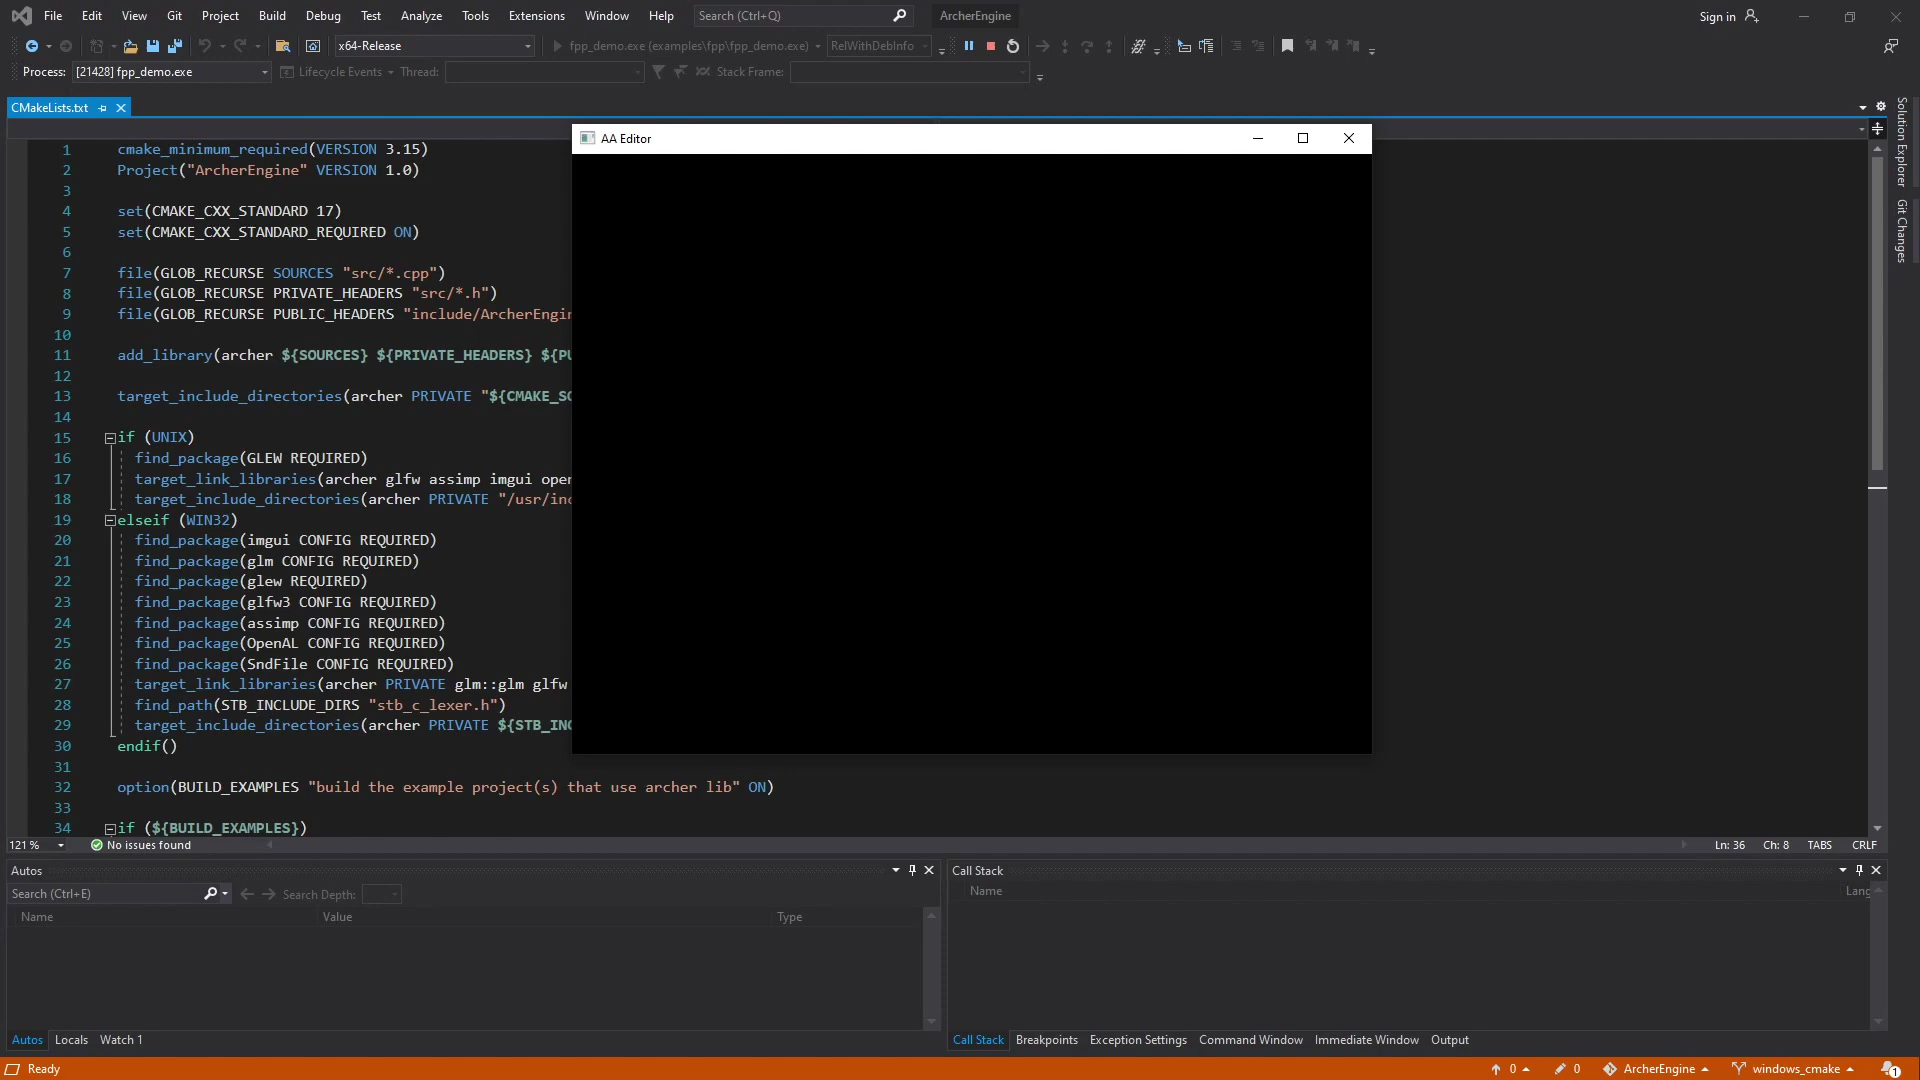 File Edit View Git Project Build Debug Test Analyze Tools Extensions Window Help Search (Ctrl+Q) ArcherEngine Sign in
x64-Release fpp_demo.exe (examples\fpp\fpp_demo.exe) RelWithDebInfo
Process: [21428] fpp_demo.exe Lifecycle Events Thread: Stack Frame:
CMakeLists.txt
Solution Explorer
Git Changes
AA Editor
1 cmake_minimum_required(VERSION 3.15)
2 Project("ArcherEngine" VERSION 1.0)
3
4 set(CMAKE_CXX_STANDARD 17)
5 set(CMAKE_CXX_STANDARD_REQUIRED ON)
6
7 file(GLOB_RECURSE SOURCES "src/*.cpp")
8 file(GLOB_RECURSE PRIVATE_HEADERS "src/*.h")
9 file(GLOB_RECURSE PUBLIC_HEADERS "include/ArcherEngin
10
11 add_library(archer ${SOURCES} ${PRIVATE_HEADERS} ${PU
12
13 target_include_directories(archer PRIVATE "${CMAKE_SO
14
15 if (UNIX)
16 find_package(GLEW REQUIRED)
17 target_link_libraries(archer glfw assimp imgui open
18 target_include_directories(archer PRIVATE "/usr/inc
19 elseif (WIN32)
20 find_package(imgui CONFIG REQUIRED)
21 find_package(glm CONFIG REQUIRED)
22 find_package(glew REQUIRED)
23 find_package(glfw3 CONFIG REQUIRED)
24 find_package(assimp CONFIG REQUIRED)
25 find_package(OpenAL CONFIG REQUIRED)
26 find_package(SndFile CONFIG REQUIRED)
27 target_link_libraries(archer PRIVATE glm::glm glfw
28 find_path(STB_INCLUDE_DIRS "stb_c_lexer.h")
29 target_include_directories(archer PRIVATE ${STB_INC
30 endif()
31
32 option(BUILD_EXAMPLES "build the example project(s) that use archer lib" ON)
33
34 if (${BUILD_EXAMPLES})
121 % No issues found Ln: 36 Ch: 8 TABS CRLF
Autos
Search (Ctrl+E) Search Depth:
Name Value Type
Autos Locals Watch 1
Call Stack
Name Lang
Call Stack Breakpoints Exception Settings Command Window Immediate Window Output
Ready 0 0 ArcherEngine windows_cmake 1